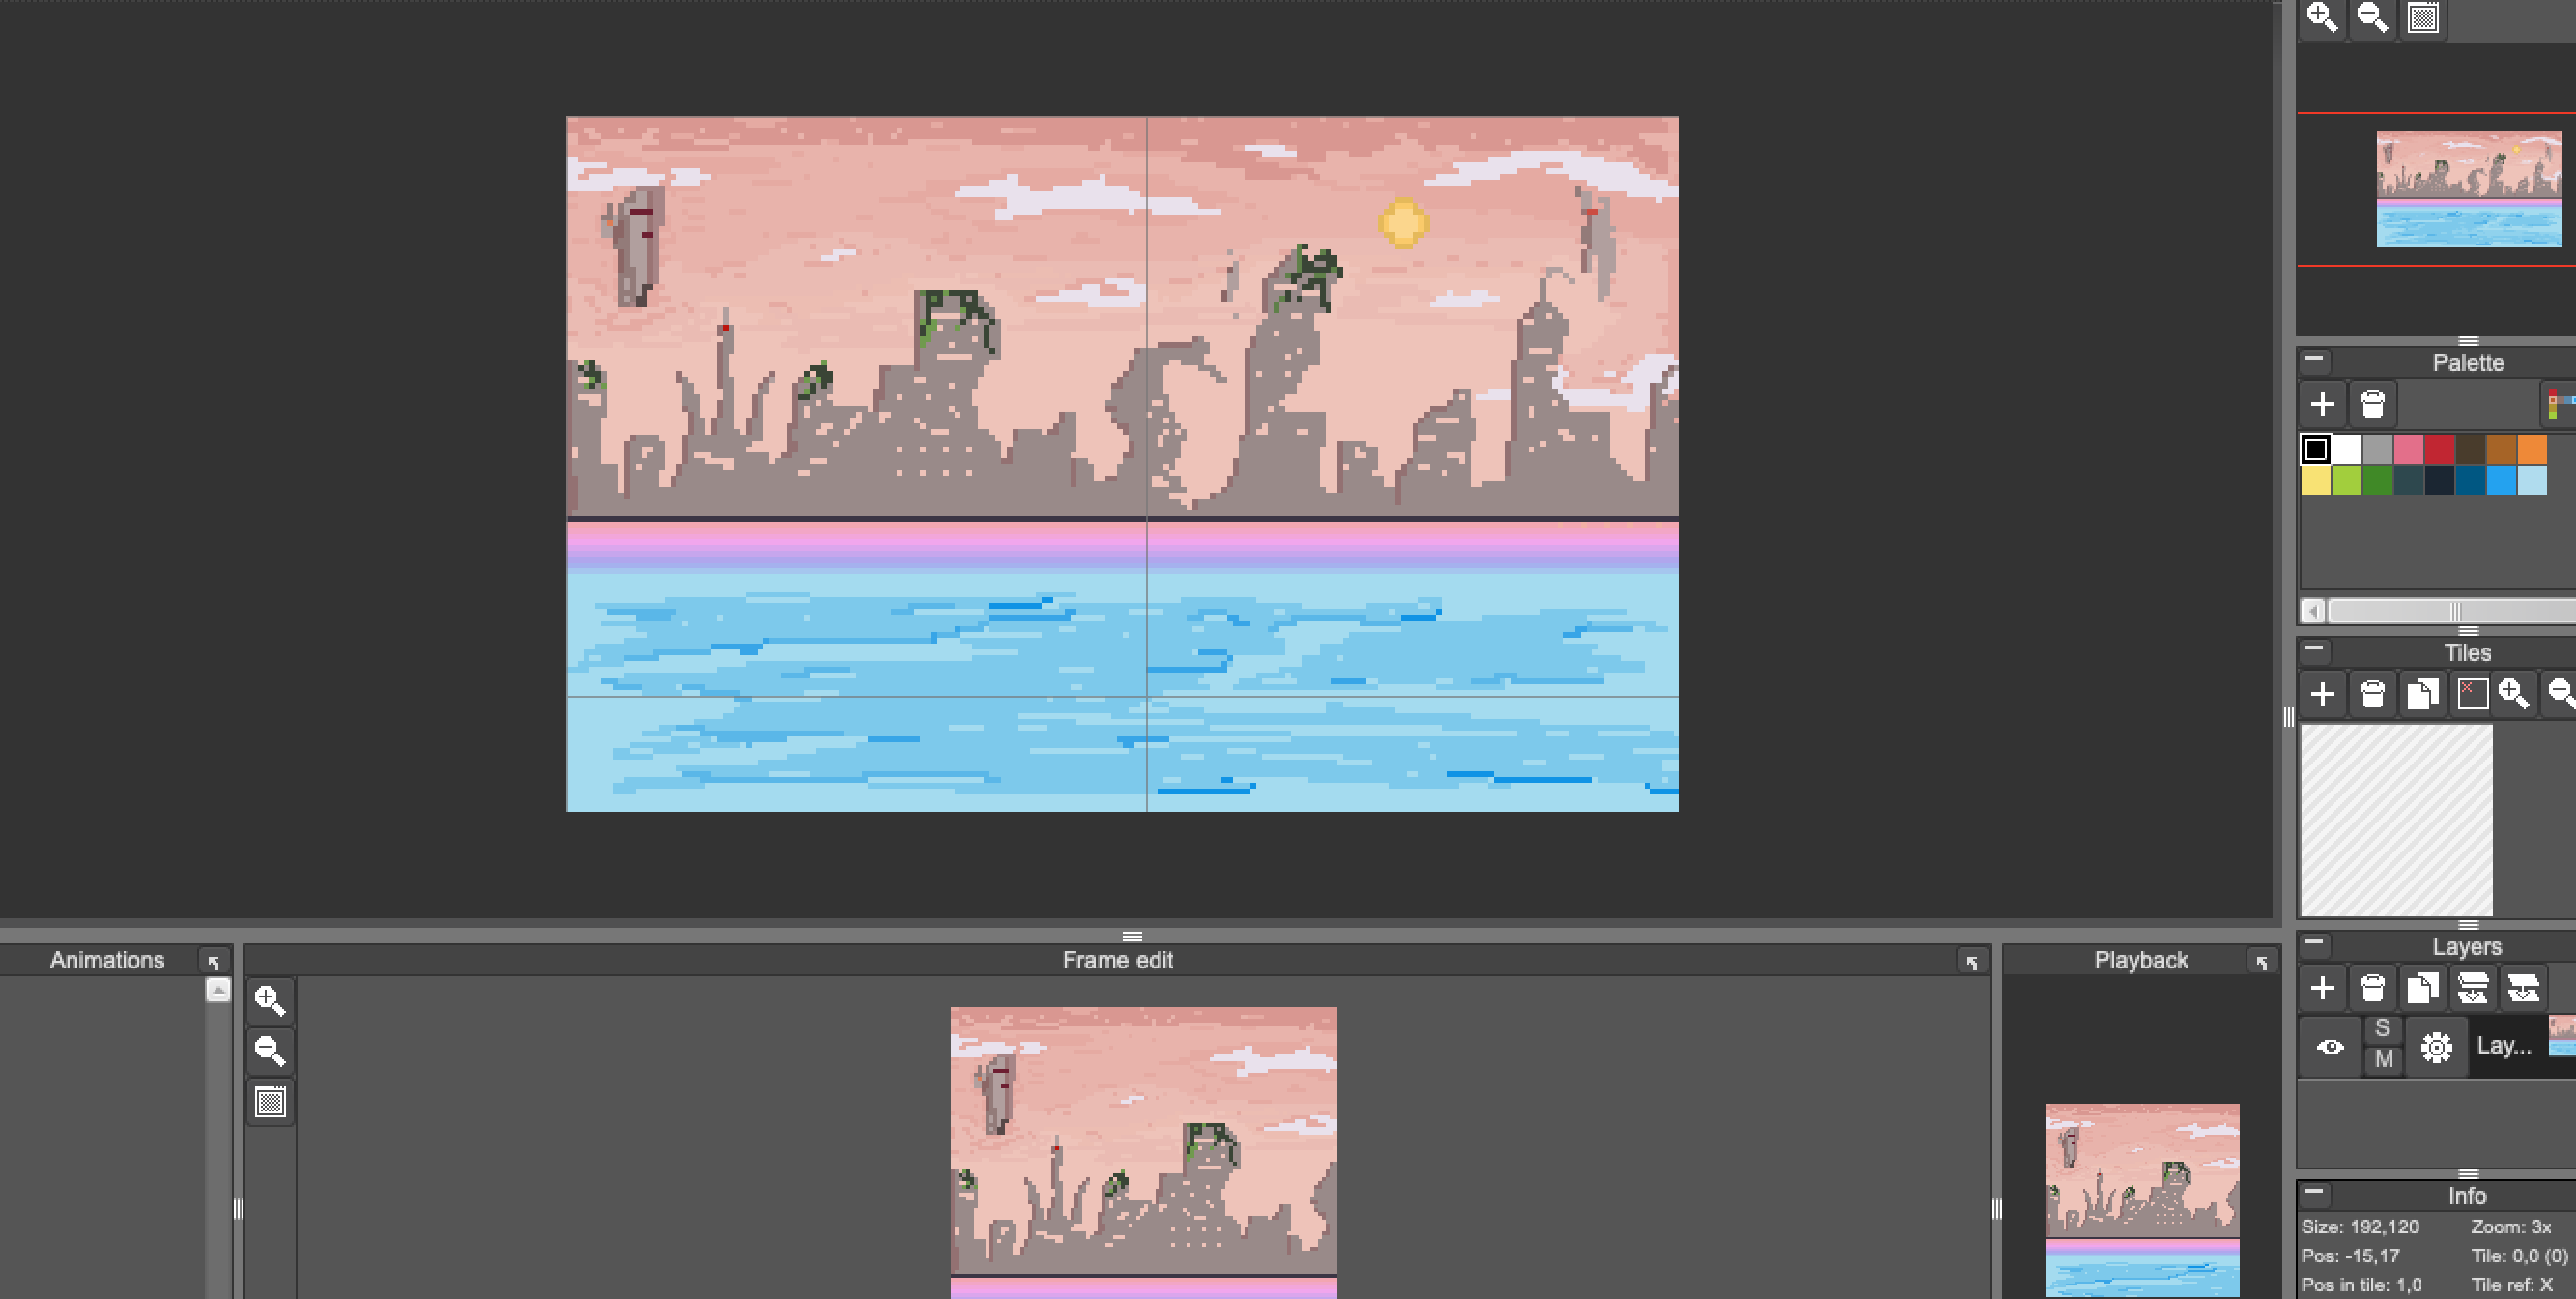 Palette
Tiles
Animations
Frame edit
Playback
Layers
S
M
Lay...
Info
Size: 192,120
Zoom: 3x
Pos: -15,17
Tile: 0,0 (0)
Pos in tile: 1,0
Tile ref: X